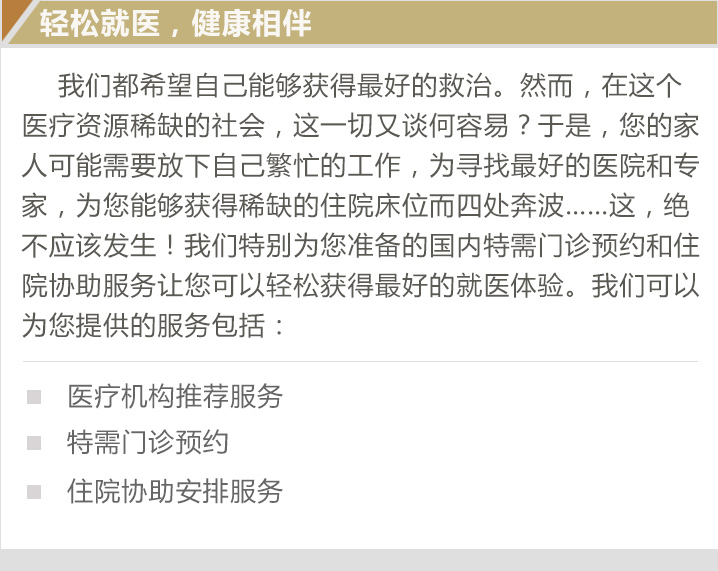 轻松就医，健康相伴
我们都希望自己能够获得最好的救治。然而，在这个
医疗资源稀缺的社会，这一切又谈何容易？于是，您的家
人可能需要放下自己繁忙的工作，为寻找最好的医院和专
家，为您能够获得稀缺的住院床位而四处奔波......这，绝
不应该发生！我们特别为您准备的国内特需门诊预约和住
院协助服务让您可以轻松获得最好的就医体验。我们可以
为您提供的服务包括：
医疗机构推荐服务
特需门诊预约
住院协助安排服务